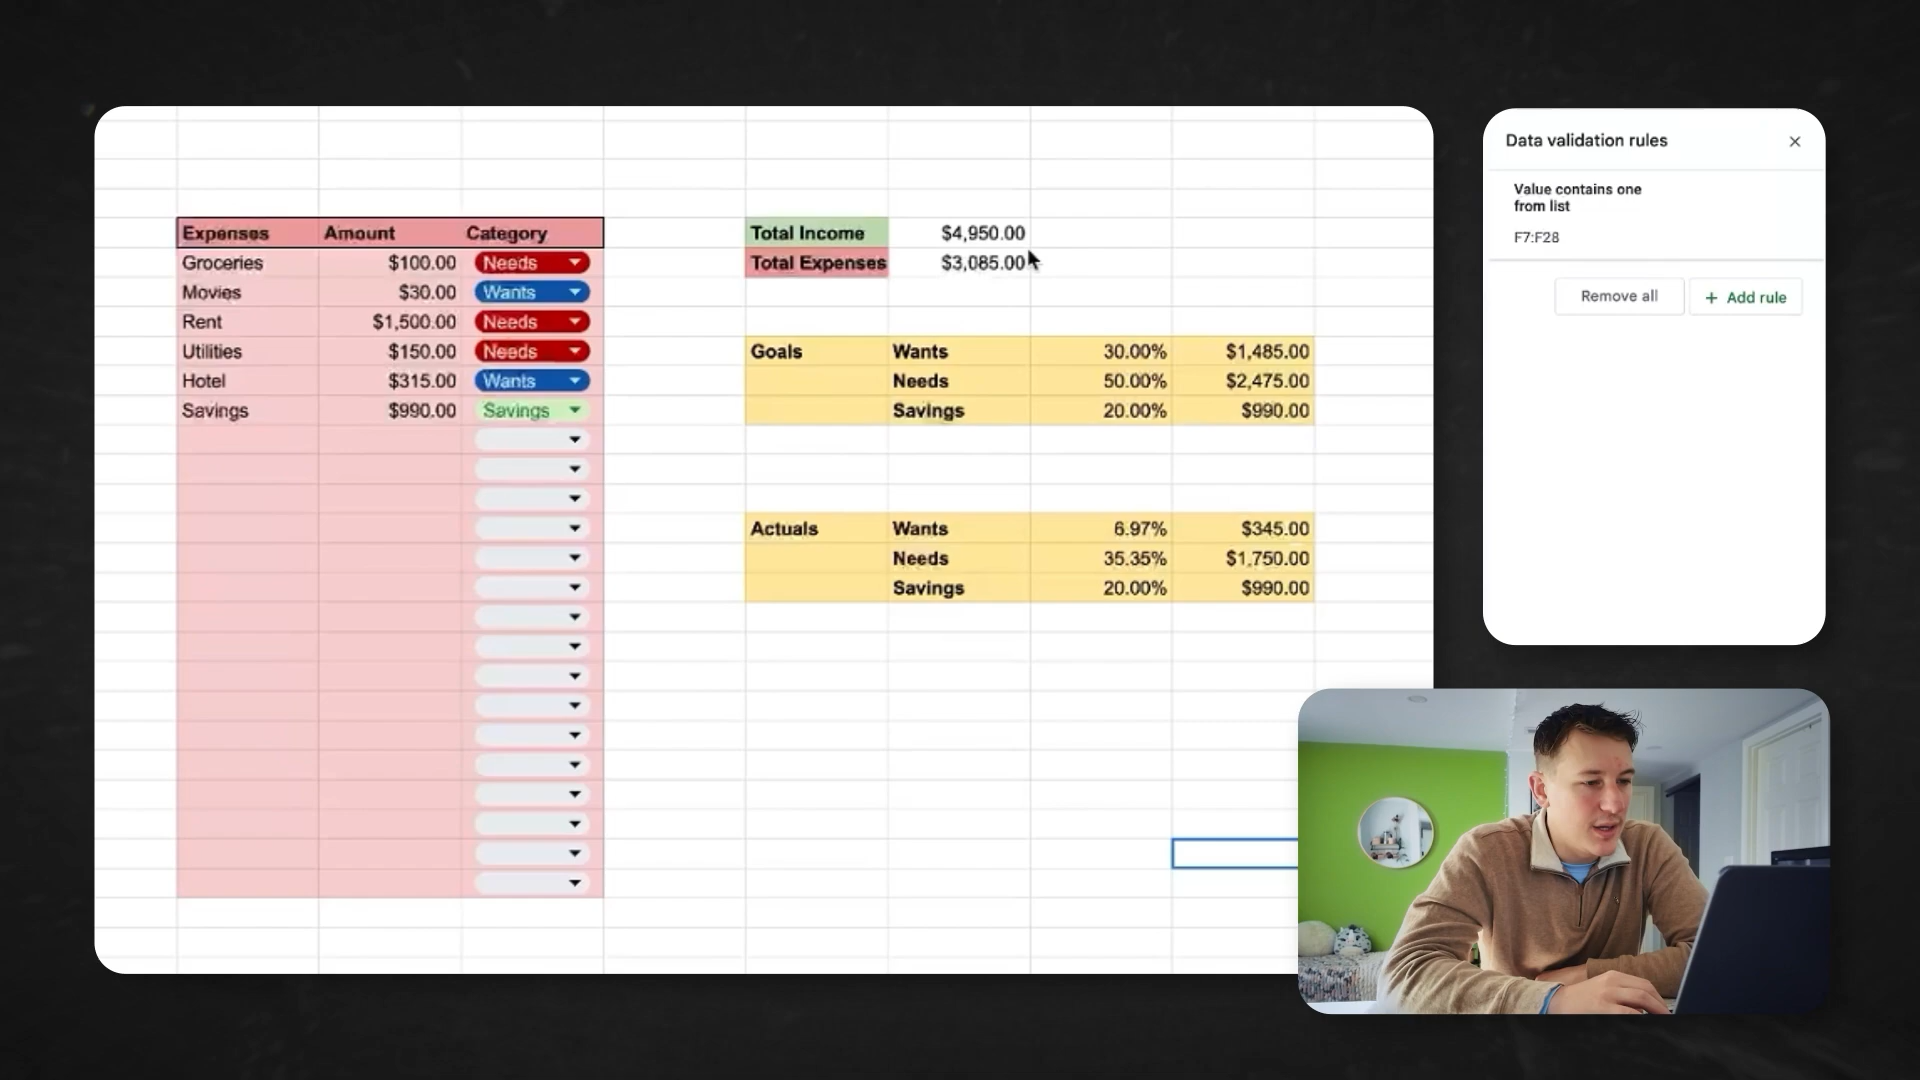 Expenses Amount Category
Groceries $100.00 Needs
Movies $30.00 Wants
Rent $1,500.00 Needs
Utilities $150.00 Needs
Hotel $315.00 Wants
Savings $990.00 Savings
Total Income $4,950.00
Total Expenses $3,085.00
Goals Wants 30.00% $1,485.00
Needs 50.00% $2,475.00
Savings 20.00% $990.00
Actuals Wants 6.97% $345.00
Needs 35.35% $1,750.00
Savings 20.00% $990.00
Data validation rules
Value contains one
from list
F7:F28
Remove all + Add rule